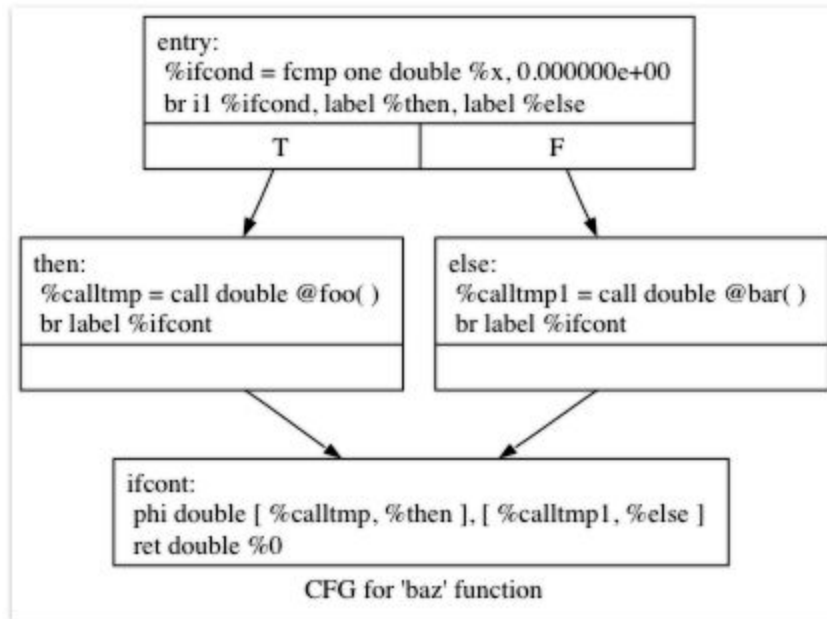 entry:
%ifcond = fcmp one double %x, 0.000000e+00
br i1 %ifcond, label %then, label %else
T
F
then:
%calltmp = call double @foo( )
br label %ifcont
else:
%calltmp1 = call double @bar( )
br label %ifcont
ifcont:
phi double [ %calltmp, %then ], [ %calltmp1, %else ]
ret double %0
CFG for 'baz' function